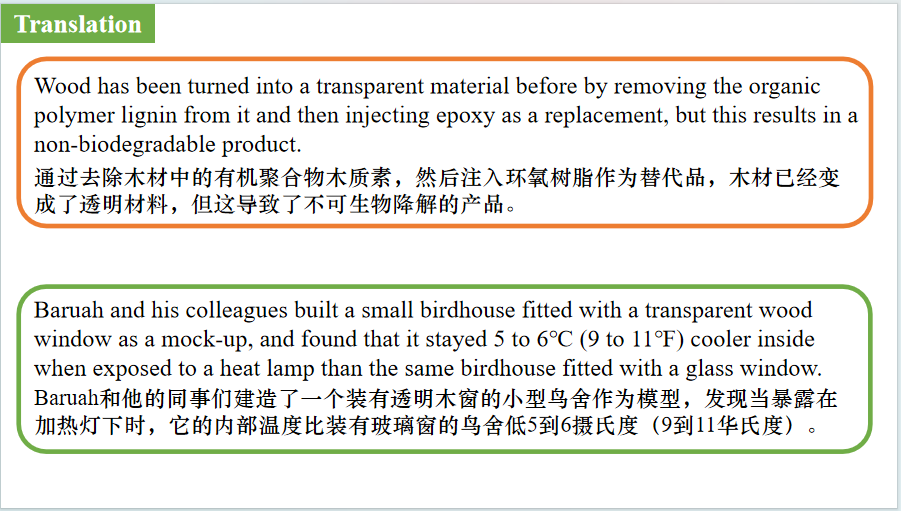 Translation
Wood has been turned into a transparent material before by removing the organic
polymer lignin from it and then injecting epoxy as a replacement, but this results in a
non-biodegradable product.
通过去除木材中的有机聚合物木质素，然后注入环氧树脂作为替代品，木材已经变
成了透明材料，但这导致了不可生物降解的产品。
Baruah and his colleagues built a small birdhouse fitted with a transparent wood
window as a mock-up, and found that it stayed 5 to 6℃ (9 to 11℉) cooler inside
when exposed to a heat lamp than the same birdhouse fitted with a glass window.
Baruah和他的同事们建造了一个装有透明木窗的小型鸟舍作为模型，发现当暴露在
加热灯下时，它的内部温度比装有玻璃窗的鸟舍低5到6摄氏度（9到11华氏度）。